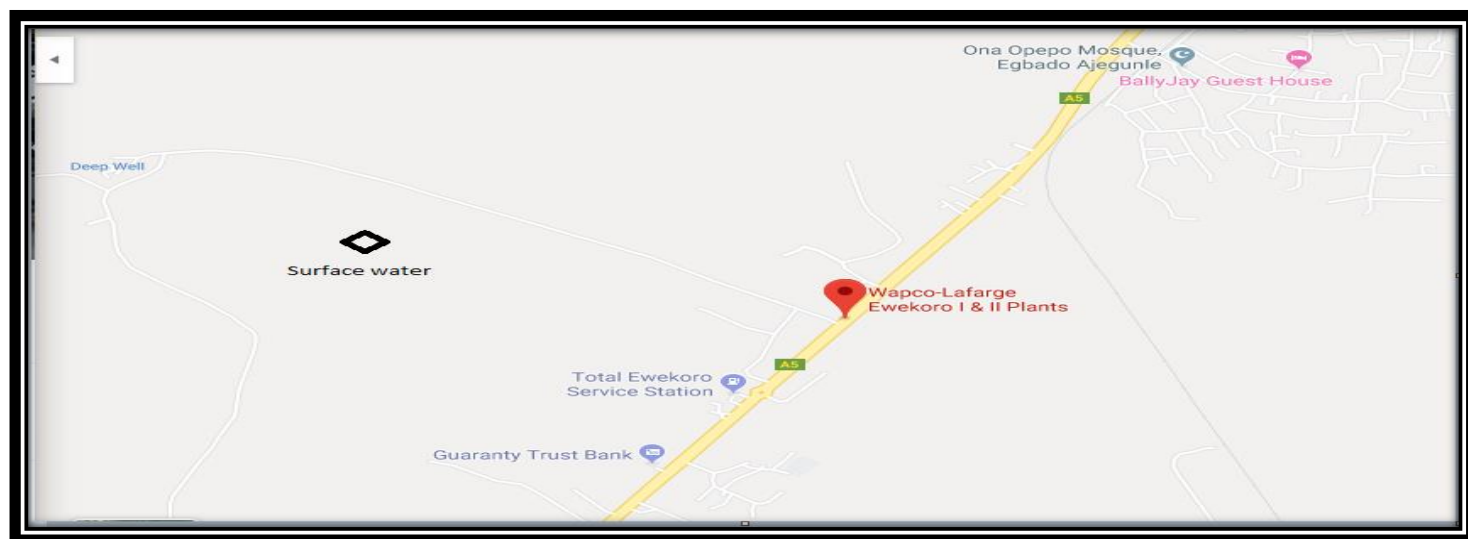 Ona Opepo Mosque,
Egbado Ajegunle
BallyJay Guest House
A5
Deep Well
Surface water
Wapco-Lafarge
Ewekoro I & II Plants
A5
Total Ewekoro
Service Station
Guaranty Trust Bank